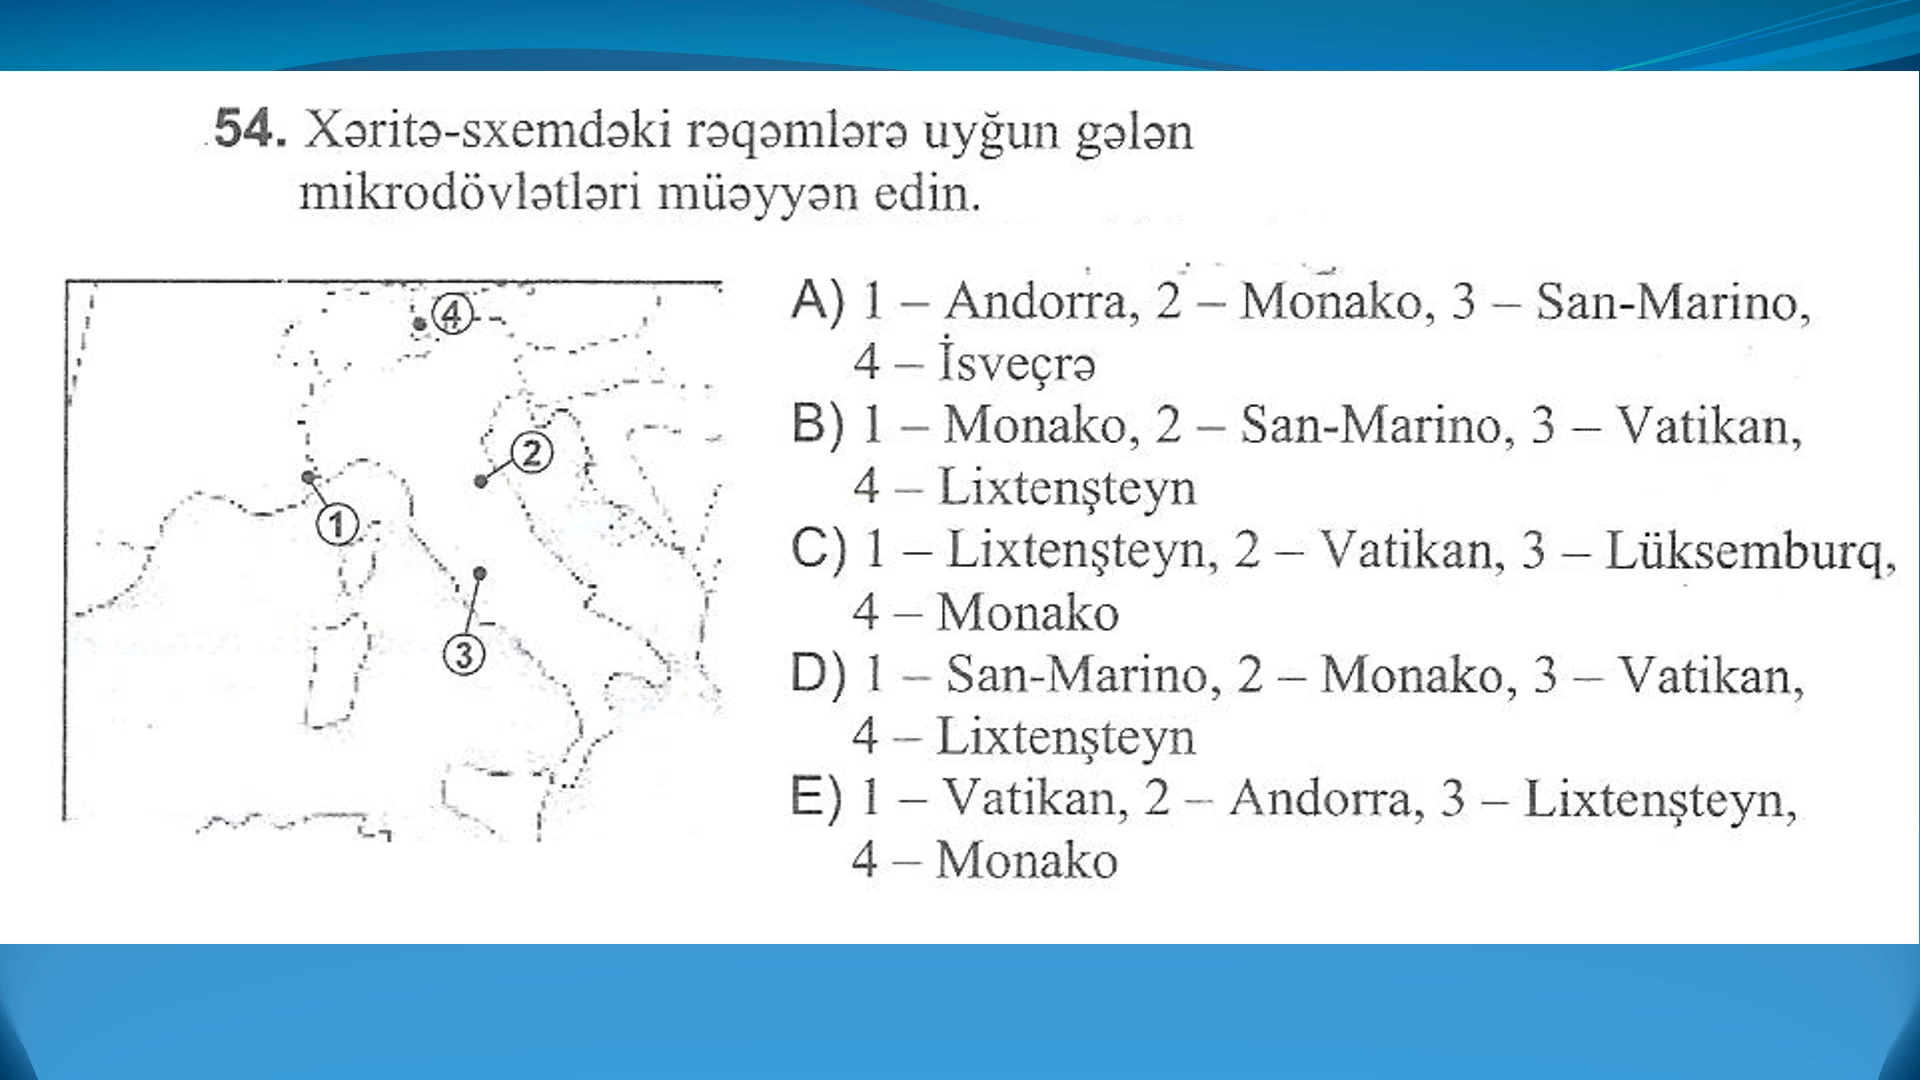 54. Xəritə-sxemdəki rəqəmlərə uyğun gələn
mikrodövlətləri müəyyən edin.
4
2
1
3
A) 1 – Andorra, 2 – Monako, 3 – San-Marino,
4 – İsveçrə
B) 1 – Monako, 2 – San-Marino, 3 – Vatikan,
4 – Lixtenşteyn
C) 1 – Lixtenşteyn, 2 – Vatikan, 3 – Lüksemburq,
4 – Monako
D) 1 – San-Marino, 2 – Monako, 3 – Vatikan,
4 – Lixtenşteyn
E) 1 – Vatikan, 2 – Andorra, 3 – Lixtenşteyn,
4 – Monako